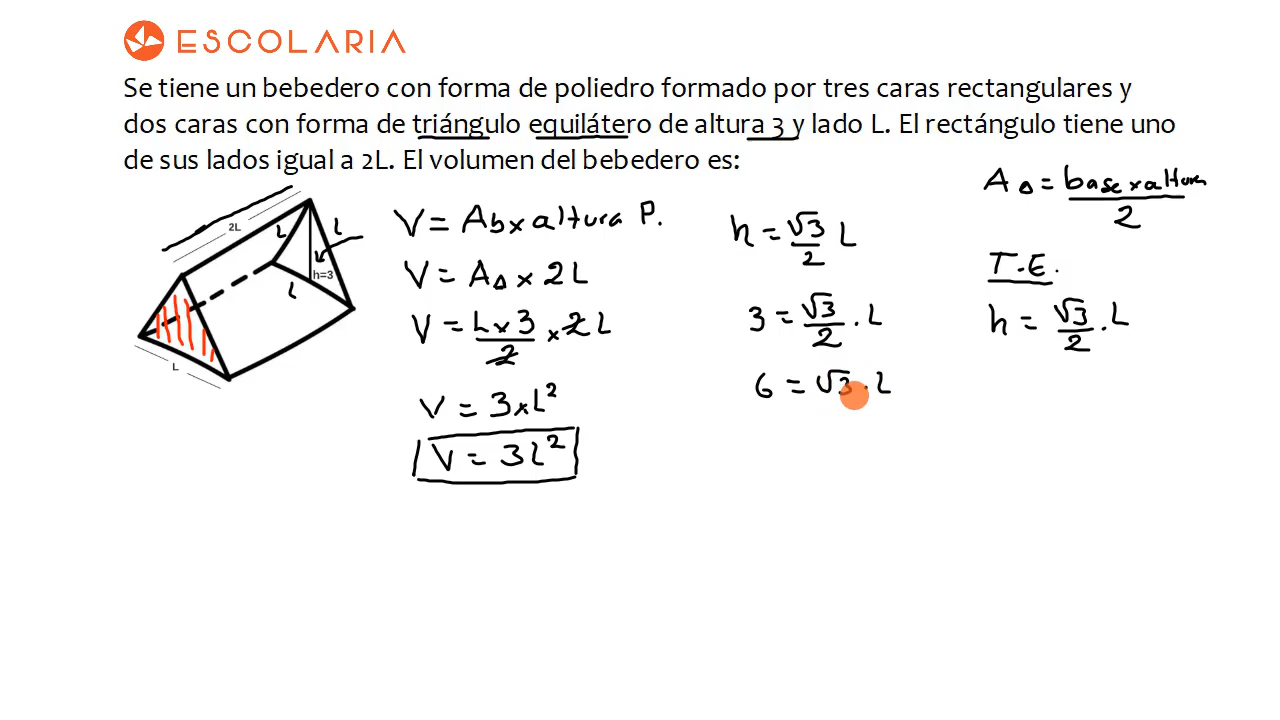 ESCOLARIA
Se tiene un bebedero con forma de poliedro formado por tres caras rectangulares y
dos caras con forma de triángulo equilátero de altura 3 y lado L. El rectángulo tiene uno
de sus lados igual a 2L. El volumen del bebedero es:
2L
L
L
L
h=3
L
V = Ab x altura P.
V = A△ x 2L
V = L x 3 / 2 x 2L
V = 3 x L²
V = 3L²
h = √3/2 L
3 = √3/2 . L
6 = √3 . L
A△ = base x altura / 2
T.E.
h = √3/2 . L